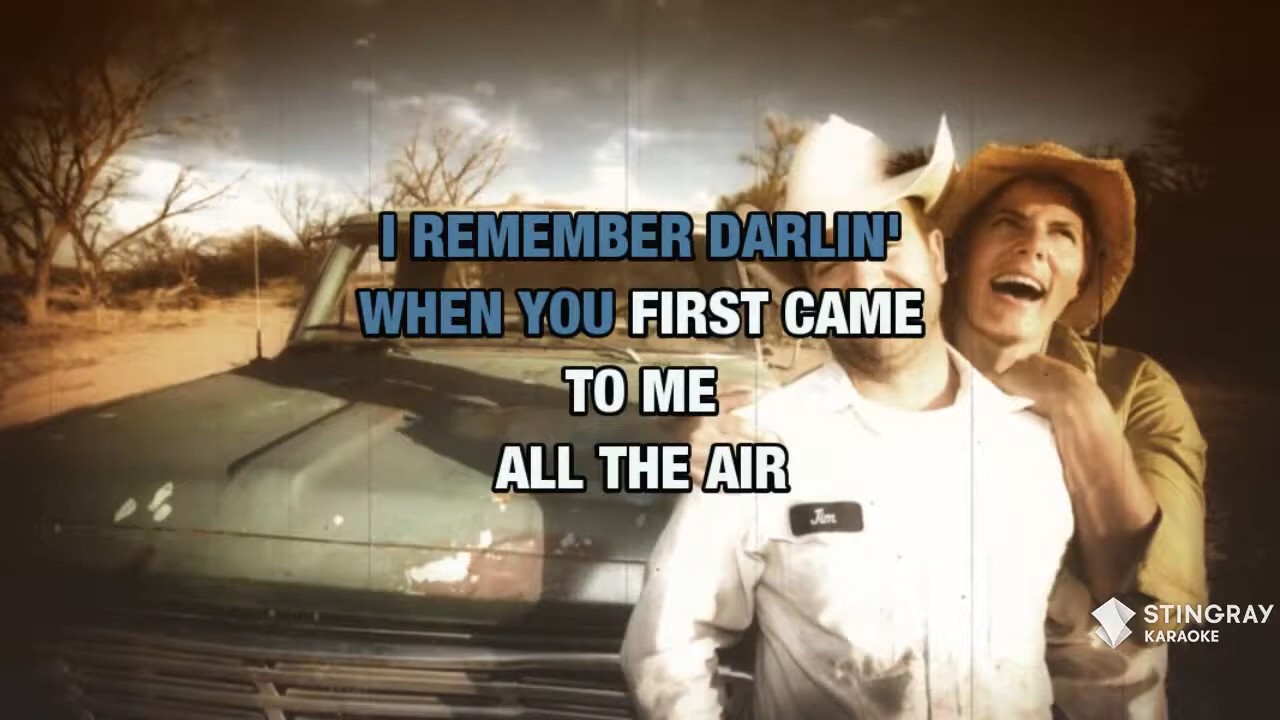 I REMEMBER DARLIN'
WHEN YOU FIRST CAME
TO ME
ALL THE AIR
Jim
STINGRAY
KARAOKE